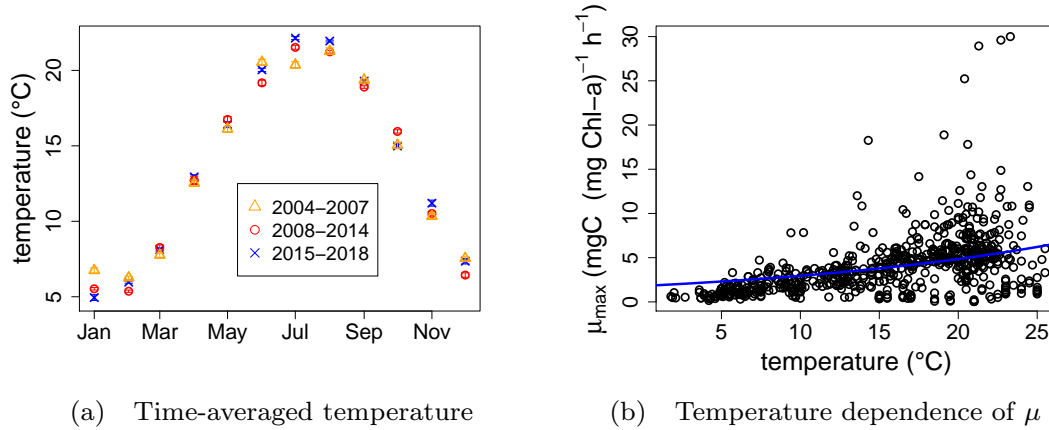 temperature (°C)
20
15
10
5
2004−2007
2008−2014
2015−2018
Jan Mar May Jul Sep Nov
(a) Time-averaged temperature
μmax (mgC (mg Chl−a)−1 h−1)
30
25
20
15
10
5
0
5 10 15 20 25
temperature (°C)
(b) Temperature dependence of μ